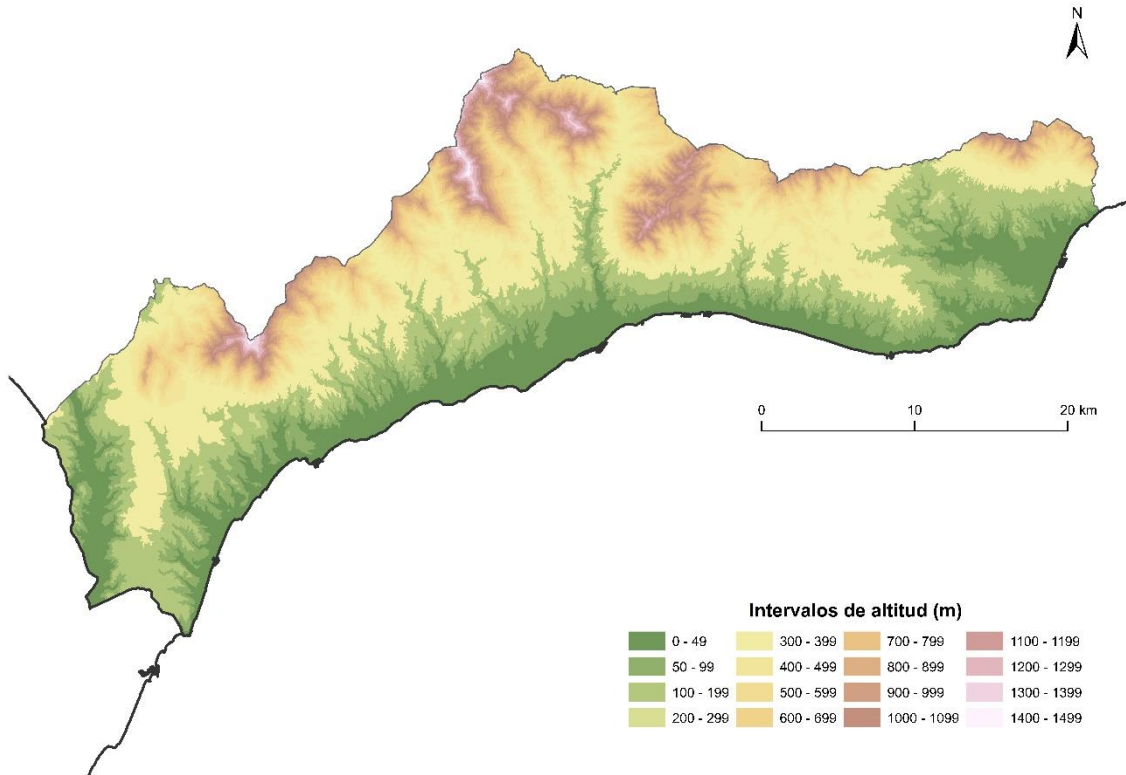 N
0 10 20 km
Intervalos de altitud (m)
0 - 49 300 - 399 700 - 799 1100 - 1199
50 - 99 400 - 499 800 - 899 1200 - 1299
100 - 199 500 - 599 900 - 999 1300 - 1399
200 - 299 600 - 699 1000 - 1099 1400 - 1499